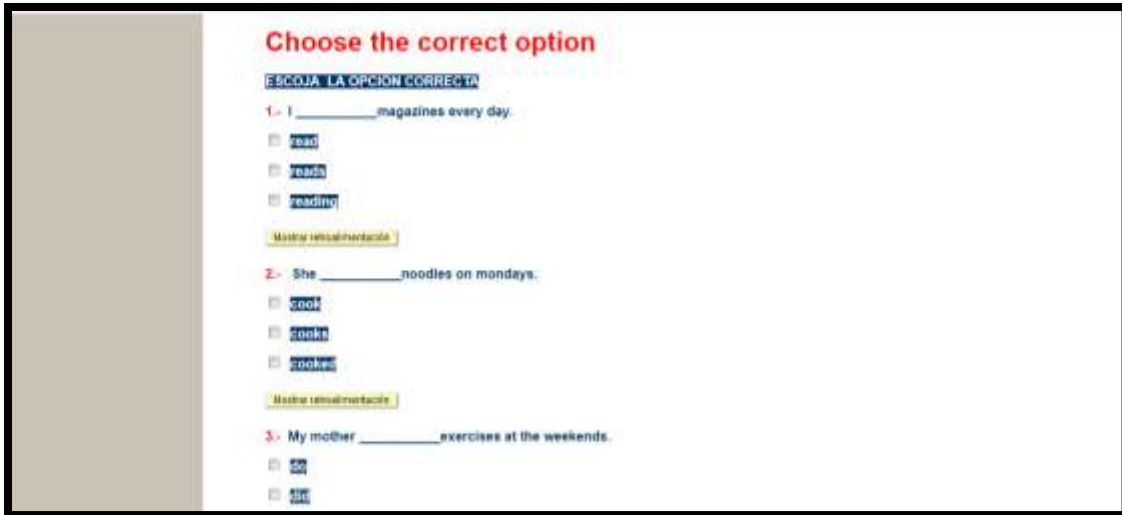 Choose the correct option
ESCOJA LA OPCION CORRECTA
1.- I __________magazines every day.
read
reads
reading
Mostrar retroalimentación
2.- She __________noodles on mondays.
cook
cooks
cooked
Mostrar retroalimentación
3.- My mother __________exercises at the weekends.
do
did